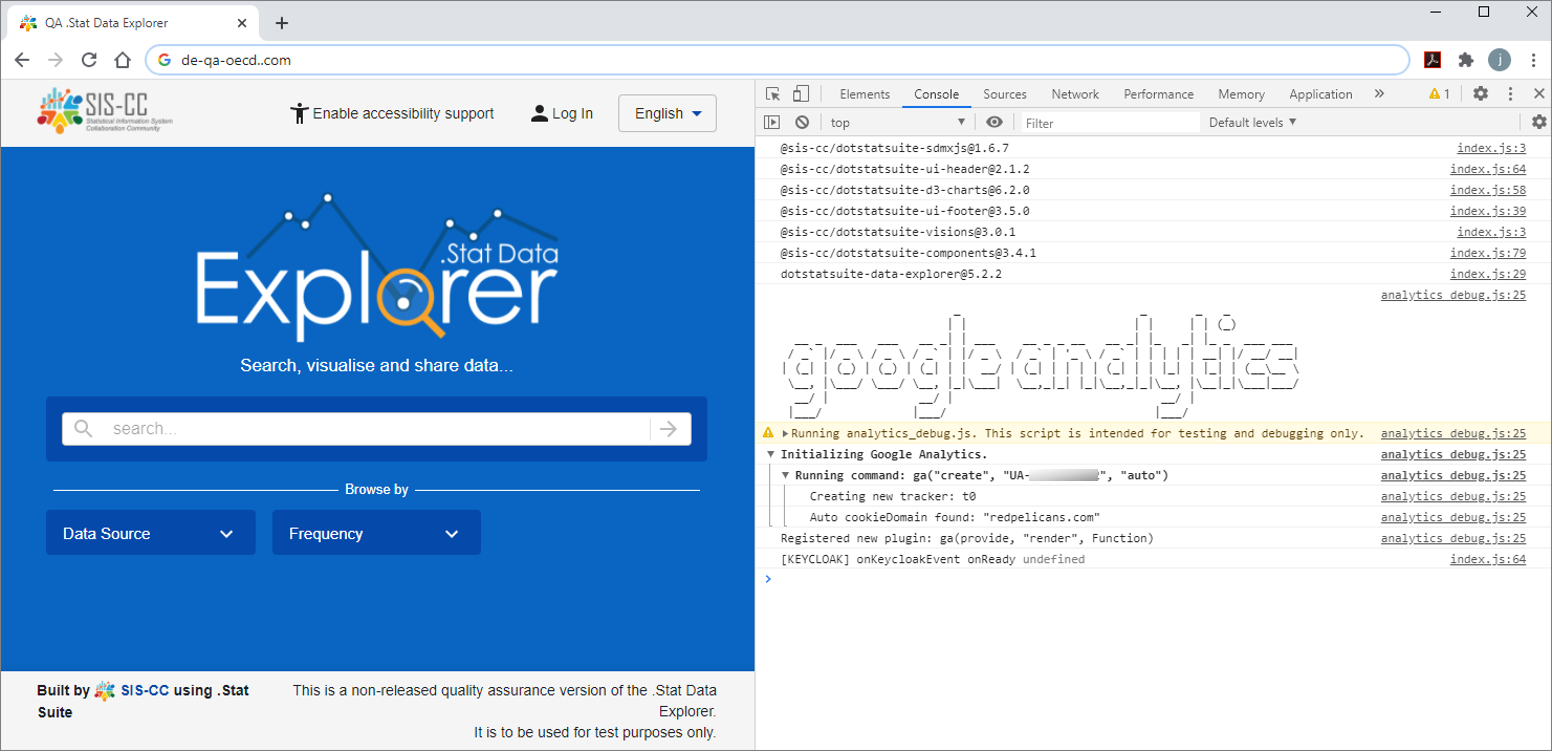 QA .Stat Data Explorer
de-qa-oecd..com
j
SIS-CC
Statistical Information System
Collaboration Community
Enable accessibility support
Log In
English
.Stat Data
Explorer
Search, visualise and share data...
search...
Browse by
Data Source
Frequency
Built by SIS-CC using .Stat
Suite
This is a non-released quality assurance version of the .Stat Data
Explorer.
It is to be used for test purposes only.
Elements Console Sources Network Performance Memory Application » 1
top Filter Default levels
@sis-cc/dotstatsuite-sdmxjs@1.6.7 index.js:3
@sis-cc/dotstatsuite-ui-header@2.1.2 index.js:64
@sis-cc/dotstatsuite-d3-charts@6.2.0 index.js:58
@sis-cc/dotstatsuite-ui-footer@3.5.0 index.js:39
@sis-cc/dotstatsuite-visions@3.0.1 index.js:3
@sis-cc/dotstatsuite-components@3.4.1 index.js:79
dotstatsuite-data-explorer@5.2.2 index.js:29
analytics_debug.js:25
google analytics
Running analytics_debug.js. This script is intended for testing and debugging only. analytics_debug.js:25
Initializing Google Analytics. analytics_debug.js:25
Running command: ga("create", "UA- ", "auto") analytics_debug.js:25
Creating new tracker: t0 analytics_debug.js:25
Auto cookieDomain found: "redpelicans.com" analytics_debug.js:25
Registered new plugin: ga(provide, "render", Function) analytics_debug.js:25
[KEYCLOAK] onKeycloakEvent onReady undefined index.js:64